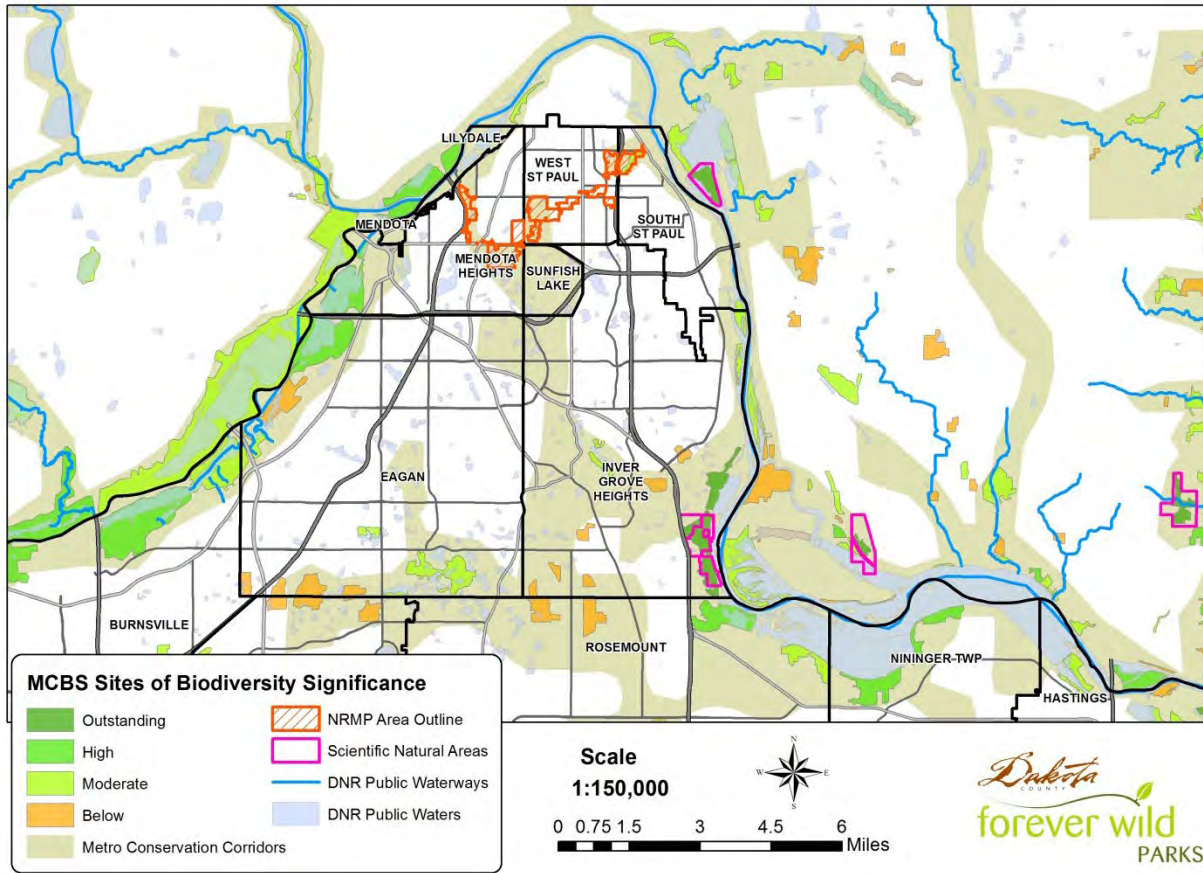 LILYDALE
WEST
ST PAUL
MENDOTA
SOUTH
ST PAUL
MENDOTA
HEIGHTS
SUNFISH
LAKE
EAGAN
INVER
GROVE
HEIGHTS
BURNSVILLE
ROSEMOUNT
NININGER TWP
HASTINGS
MCBS Sites of Biodiversity Significance
Outstanding
High
Moderate
Below
Metro Conservation Corridors
NRMP Area Outline
Scientific Natural Areas
DNR Public Waterways
DNR Public Waters
Scale
1:150,000
N
W E
S
0 0.75 1.5 3 4.5 6
Miles
Dakota
COUNTY
forever wild
PARKS